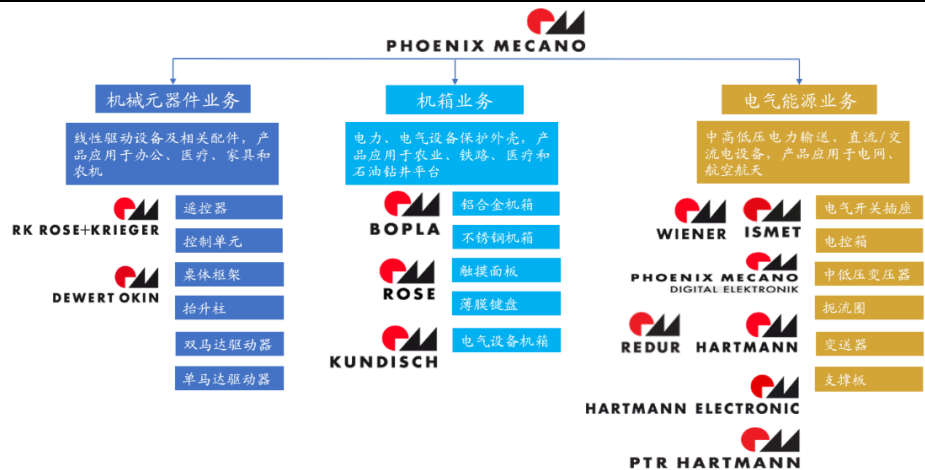 PHOENIX MECANO
机械元器件业务
线性驱动设备及相关配件，产
品应用于办公、医疗、家具和
农机
RK ROSE+KRIEGER
DEWERT OKIN
遥控器
控制单元
桌体框架
抬升柱
双马达驱动器
单马达驱动器
机箱业务
电力、电气设备保护外壳，产
品应用于农业、铁路、医疗和
石油钻井平台
BOPLA
ROSE
KUNDISCH
铝合金机箱
不锈钢机箱
触摸面板
薄膜键盘
电气设备机箱
电气能源业务
中高低压电力输送、直流/交
流电设备，产品应用于电网、
航空航天
WIENER ISMET
PHOENIX MECANO
DIGITAL ELEKTRONIK
REDUR HARTMANN
HARTMANN ELECTRONIC
PTR HARTMANN
电气开关插座
电控箱
中低压变压器
扼流圈
变送器
支撑板